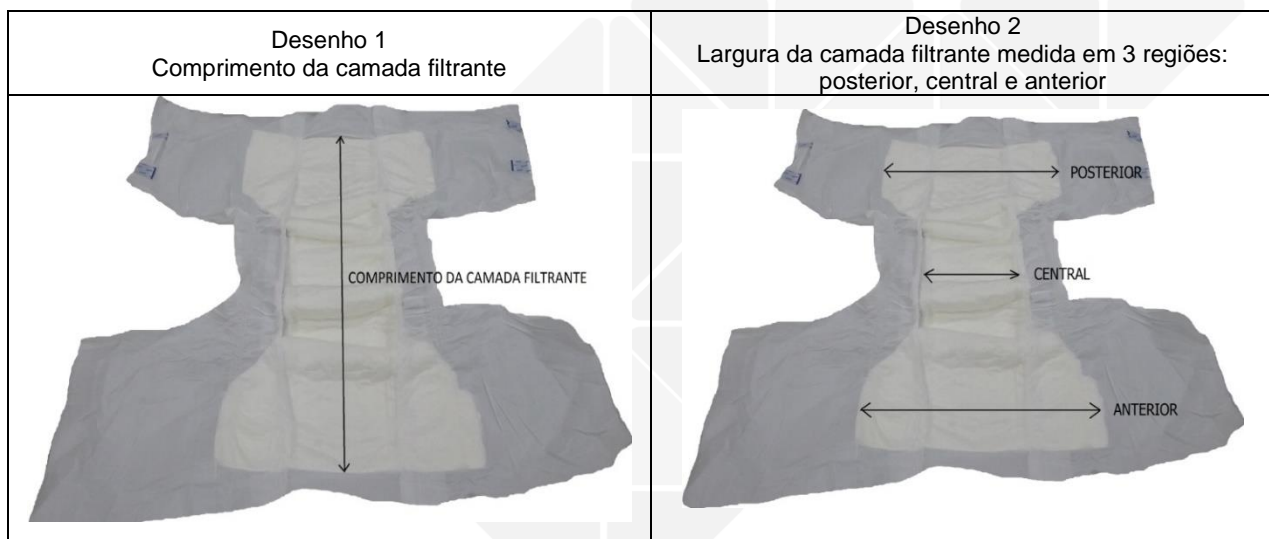 Desenho 1
Comprimento da camada filtrante
Desenho 2
Largura da camada filtrante medida em 3 regiões:
posterior, central e anterior
COMPRIMENTO DA CAMADA FILTRANTE
POSTERIOR
CENTRAL
ANTERIOR